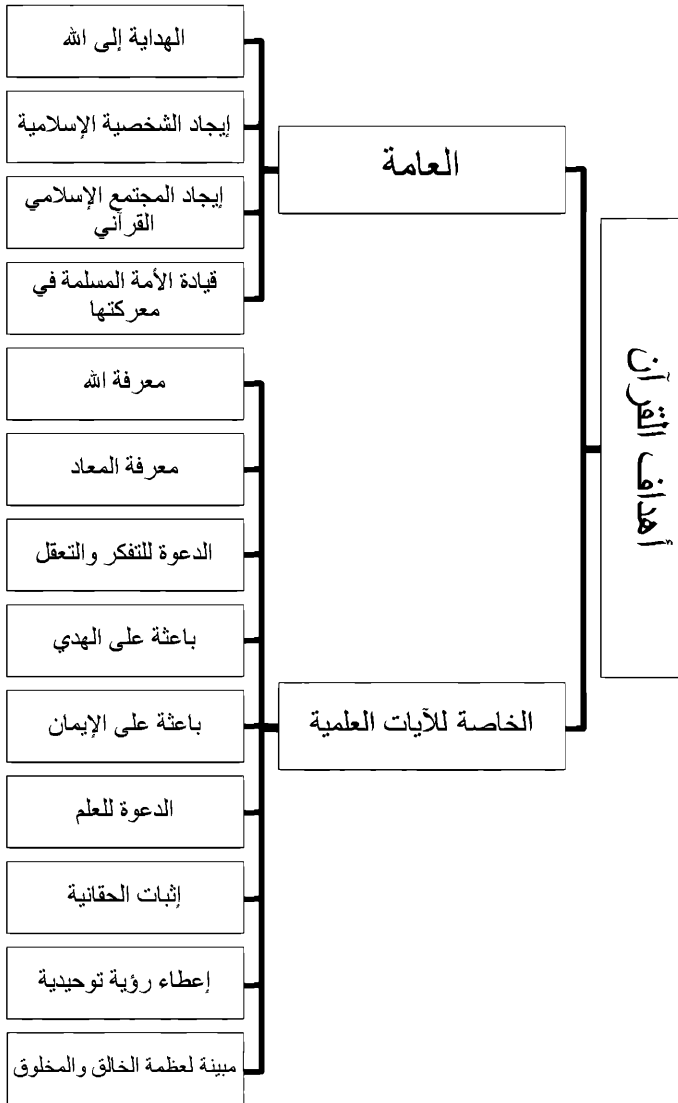 أهداف القرآن
العامة
الهداية إلى الله
إيجاد الشخصية الإسلامية
إيجاد المجتمع الإسلامي
القرآني
قيادة الأمة المسلمة في
معركتها
الخاصة للآيات العلمية
معرفة الله
معرفة المعاد
الدعوة للتفكر والتعقل
باعثة على الهدي
باعثة على الإيمان
الدعوة للعلم
إثبات الحقانية
إعطاء رؤية توحيدية
مبينة لعظمة الخالق والمخلوق